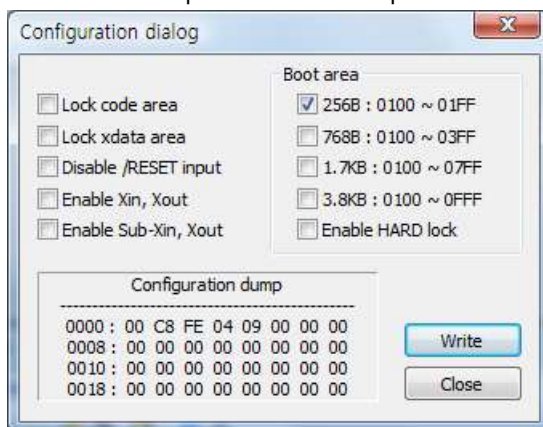 Configuration dialog
Boot area
Lock code area
Lock xdata area
Disable /RESET input
Enable Xin, Xout
Enable Sub-Xin, Xout
256B : 0100 ~ 01FF
768B : 0100 ~ 03FF
1.7KB : 0100 ~ 07FF
3.8KB : 0100 ~ 0FFF
Enable HARD lock
Configuration dump
--------------------------------------------
0000 : 00 C8 FE 04 09 00 00 00
0008 : 00 00 00 00 00 00 00 00
0010 : 00 00 00 00 00 00 00 00
0018 : 00 00 00 00 00 00 00 00
Write
Close